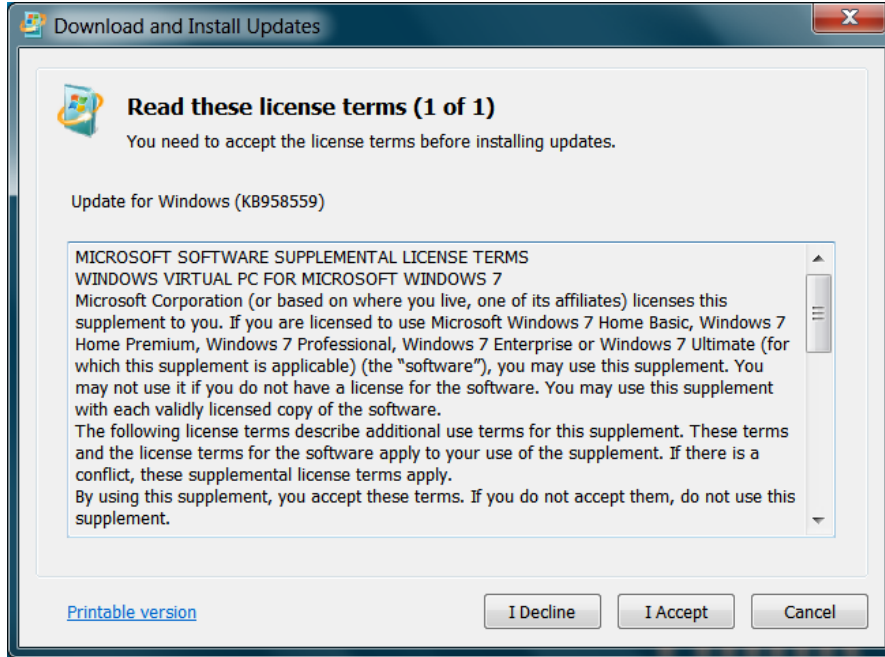 Download and Install Updates
Read these license terms (1 of 1)
You need to accept the license terms before installing updates.
Update for Windows (KB958559)
MICROSOFT SOFTWARE SUPPLEMENTAL LICENSE TERMS
WINDOWS VIRTUAL PC FOR MICROSOFT WINDOWS 7
Microsoft Corporation (or based on where you live, one of its affiliates) licenses this
supplement to you. If you are licensed to use Microsoft Windows 7 Home Basic, Windows 7
Home Premium, Windows 7 Professional, Windows 7 Enterprise or Windows 7 Ultimate (for
which this supplement is applicable) (the “software”), you may use this supplement. You
may not use it if you do not have a license for the software. You may use this supplement
with each validly licensed copy of the software.
The following license terms describe additional use terms for this supplement. These terms
and the license terms for the software apply to your use of the supplement. If there is a
conflict, these supplemental license terms apply.
By using this supplement, you accept these terms. If you do not accept them, do not use this
supplement.
Printable version
I Decline
I Accept
Cancel